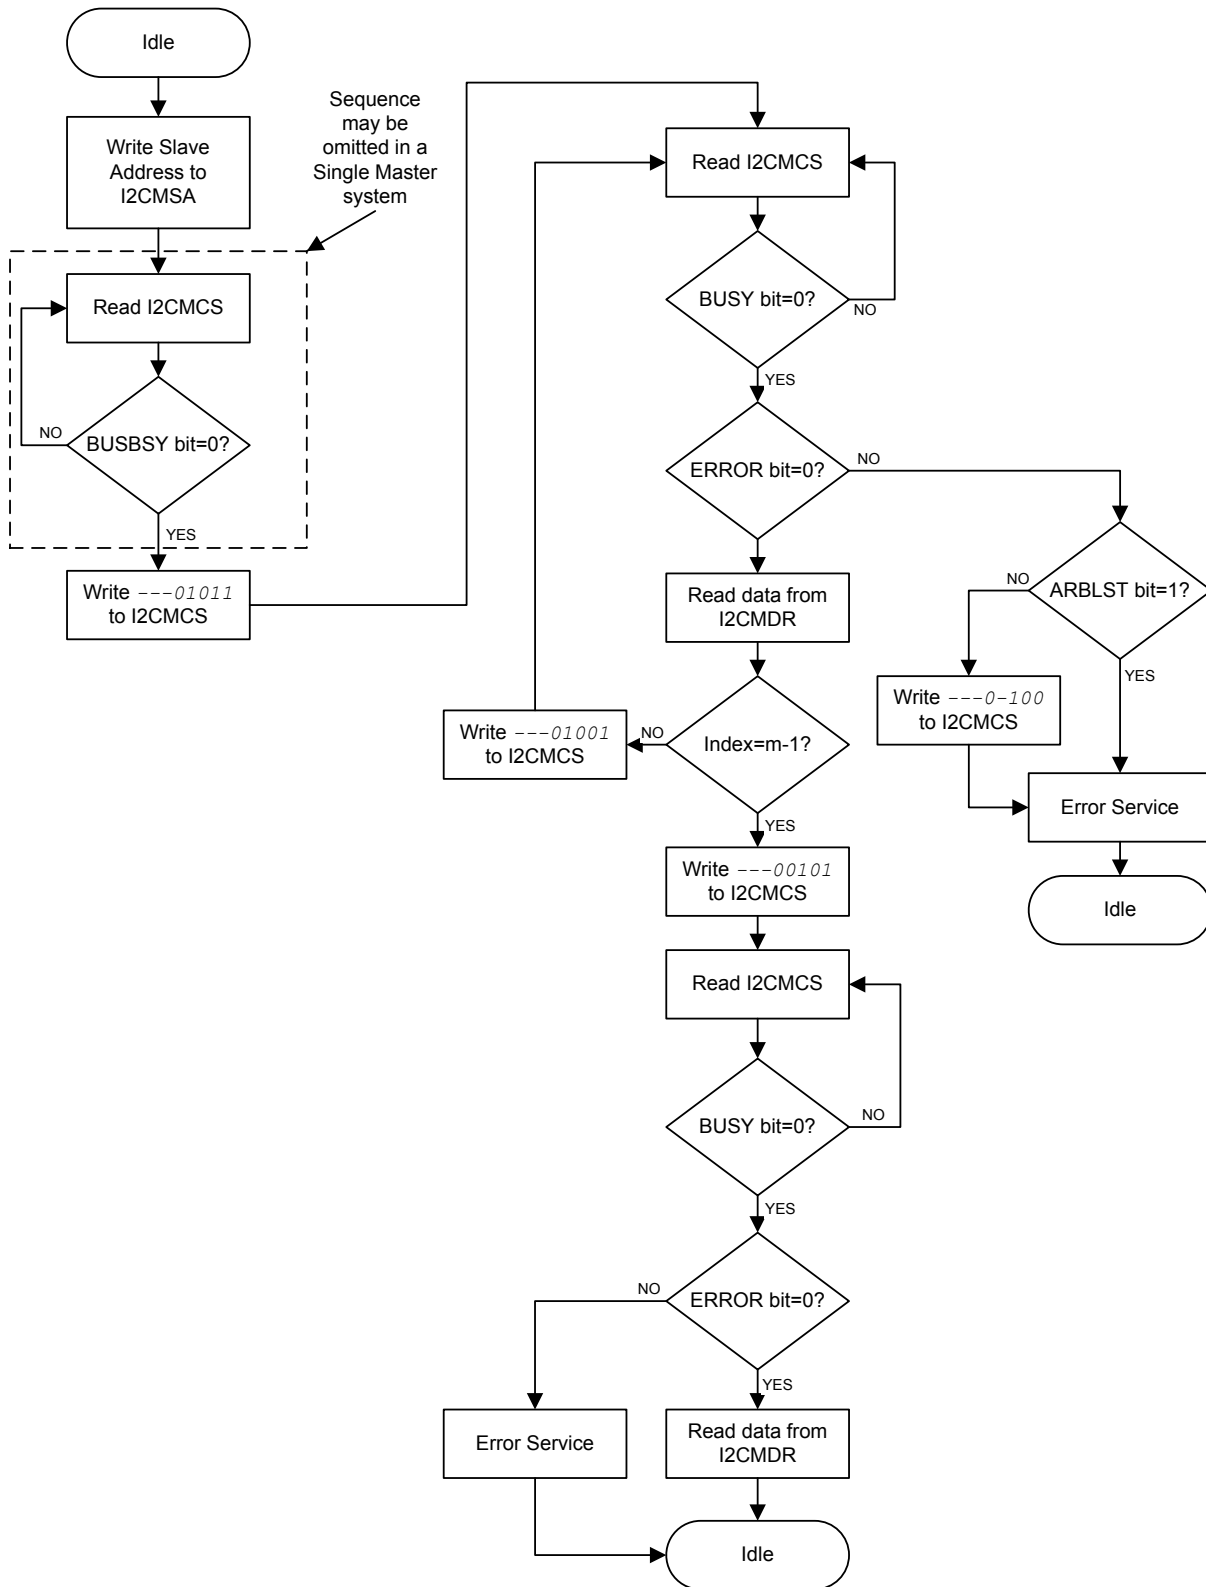 Idle
Write Slave
Address to
I2CMSA
Sequence
may be
omitted in a
Single Master
system
Read I2CMCS
BUSBSY bit=0?
NO
YES
Write ---01011
to I2CMCS
Read I2CMCS
BUSY bit=0?
NO
YES
ERROR bit=0?
NO
Read data from
I2CMDR
ARBLST bit=1?
NO
YES
Write ---0-100
to I2CMCS
Error Service
Idle
Index=m-1?
NO
Write ---01001
to I2CMCS
YES
Write ---00101
to I2CMCS
Read I2CMCS
BUSY bit=0?
NO
YES
ERROR bit=0?
NO
YES
Error Service
Read data from
I2CMDR
Idle